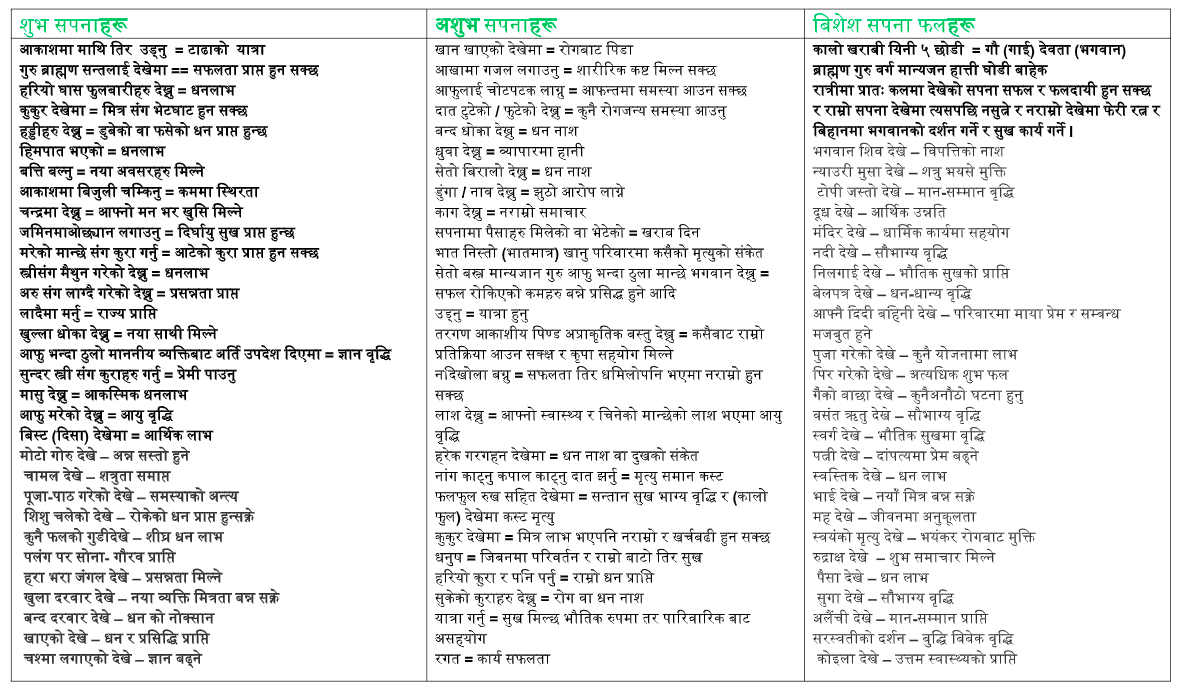 शुभ सपनाहरू
आकाशमा माथि तिर उड्नु = टाढाको यात्रा
गुरु ब्राह्मण सन्तलाई देखेमा == सफलता प्राप्त हुन सक्छ
हरियो घास फुलबारीहरु देख्नु = धनलाभ
कुकुर देखेमा = मित्र संग भेटघाट हुन सक्छ
हड्डीहरु देख्नु = डुबेको वा फसेको धन प्राप्त हुन्छ
हिमपात भएको = धनलाभ
बत्ति बल्नु = नया अवसरहरु मिल्ने
आकाशमा बिजुली चम्किनु = कममा स्थिरता
चन्द्रमा देख्नु = आफ्नो मन भर खुसि मिल्ने
जमिनमाओछ्यान लगाउनु = दिर्घायु सुख प्राप्त हुन्छ
मरेको मान्छे संग कुरा गर्नु = आटेको कुरा प्राप्त हुन सक्छ
स्त्रीसंग मैथुन गरेको देख्नु = धनलाभ
अरु संग लाग्दै गरेको देख्नु = प्रसन्नता प्राप्त
लादैमा मर्नु = राज्य प्राप्ति
खुल्ला धोका देख्नु = नया साथी मिल्ने
आफु भन्दा ठुलो माननीय व्यक्तिबाट अर्ति उपदेश दिएमा = ज्ञान वृद्धि
सुन्दर स्त्री संग कुराहरु गर्नु = प्रेमी पाउनु
मासु देख्नु = आकस्मिक धनलाभ
आफु मरेको देख्नु = आयु वृद्धि
बिस्ट (दिसा) देखेमा = आर्थिक लाभ
मोटो गोरु देखे – अन्न सस्तो हुने
चामल देखे – शत्रुता समाप्त
पूजा-पाठ गरेको देखे – समस्याको अन्त्य
शिशु चलेको देखे – रोकेको धन प्राप्त हुन्सक्ने
कुनै फलको गुडीदेखे – शीघ्र धन लाभ
पलंग पर सोना- गौरव प्राप्ति
हरा भरा जंगल देखे – प्रसन्नता मिल्ने
खुला दरवार देखे – नया व्यक्ति मित्रता बन्न सक्ने
बन्द दरवार देखे – धन को नोक्सान
खाएको देखे – धन र प्रसिद्धि प्राप्ति
चश्मा लगाएको देखे – ज्ञान बढ्ने
अशुभ सपनाहरू
खान खाएको देखेमा = रोगबाट पिडा
आखामा गजल लगाउनु = शारीरिक कष्ट मिल्न सक्छ
आफुलाई चोटपटक लाग्नु = आफन्तमा समस्या आउन सक्छ
दात टुटेको / फुटेको देख्नु = कुनै रोगजन्य समस्या आउनु
वन्द धोका देख्नु = धन नाश
धुवा देख्नु = व्यापारमा हानी
सेतो बिरालो देख्नु = धन नाश
डुंगा / नाव देख्नु = झुठो आरोप लाग्ने
काग देख्नु = नराम्रो समाचार
सपनामा पैसाहरु मिलेको वा भेटेको = खराव दिन
भात निस्तो (भातमात्र) खानु परिवारमा कसैको मृत्युको संकेत
सेतो बस्त्र मान्यजान गुरु आफु भन्दा ठुला मान्छे भगवान देख्नु =
सफल रोकिएको कमहरु बन्ने प्रसिद्ध हुने आदि
उड्नु = यात्रा हुनु
तरगण आकाशीय पिण्ड अप्राकृतिक वस्तु देख्नु = कसैबाट राम्रो
प्रतिक्रिया आउन सक्क्ष र कृपा सहयोग मिल्ने
नदिखोला बग्नु = सफलता तिर धमिलोपनि भएमा नराम्रो हुन
सक्छ
लाश देख्नु = आफ्नो स्वास्थ्य र चिनेको मान्छेको लाश भएमा आयु
वृद्धि
हरेक गरगहन देखेमा = धन नाश वा दुखको संकेत
नांग काट्नु कपाल काट्नु दात झर्नु = मृत्यु समान कस्ट
फलफुल रुख सहित देखेमा = सन्तान सुख भाग्य वृद्धि र (कालो
फुल) देखेमा कस्ट मृत्यु
कुकुर देखेमा = मित्र लाभ भएपनि नराम्रो र खर्चबढी हुन सक्छ
धनुष = जिबनमा परिवर्तन र राम्रो बाटो तिर सुख
हरियो कुरा र पनि पर्नु = राम्रो धन प्राप्ति
सुकेको कुराहरु देख्नु = रोग वा धन नाश
यात्रा गर्नु = सुख मिल्छ भौतिक रुपमा तर पारिवारिक बाट
असहयोग
रगत = कार्य सफलता
बिशेश सपना फलहरू
कालो खराबी यिनी ५ छोडी = गौ (गाई) देवता (भगवान)
ब्राह्मण गुरु वर्ग मान्यजन हात्ती घोडी बाहेक
रात्रीमा प्रातः कलमा देखेको सपना सफल र फलदायी हुन सक्छ
र राम्रो सपना देखेमा त्यसपछि नसुत्ने र नराम्रो देखेमा फेरी रत्न र
बिहानमा भगवानको दर्शन गर्ने र सुख कार्य गर्ने ।
भगवान शिव देखे – विपत्तिको नाश
न्याउरी मुसा देखे – शत्रु भयसे मुक्ति
टोपी जस्तो देखे – मान-सम्मान वृद्धि
दूध देखे – आर्थिक उन्नति
मंदिर देखे – धार्मिक कार्यमा सहयोग
नदी देखे – सौभाग्य वृद्धि
निलगाई देखे – भौतिक सुखको प्राप्ति
बेलपत्र देखे – धन-धान्य वृद्धि
आफ्नै दिदी बहिनी देखे – परिवारमा माया प्रेम र सम्बन्ध
मजबुत हुने
पुजा गरेको देखे – कुनै योजनामा लाभ
पिर गरेको देखे – अत्यधिक शुभ फल
गैको बाछा देखे – कुनैअनौठो घटना हुनु
वसंत ऋतु देखे – सौभाग्य वृद्धि
स्वर्ग देखे – भौतिक सुखमा वृद्धि
पत्नी देखे – दांपत्यमा प्रेम बढ्ने
स्वस्तिक देखे – धन लाभ
भाई देखे – नयाँ मित्र बन्न सक्ने
मह देखे – जीवनमा अनुकूलता
स्वयंको मृत्यु देखे – भयंकर रोगबाट मुक्ति
रुद्राक्ष देखे – शुभ समाचार मिल्ने
पैसा देखे – धन लाभ
सुगा देखे – सौभाग्य वृद्धि
अलैंची देखे – मान-सम्मान प्राप्ति
सरस्वतीको दर्शन – बुद्धि विवेक वृद्धि
कोइला देखे – उत्तम स्वास्थ्यको प्राप्ति